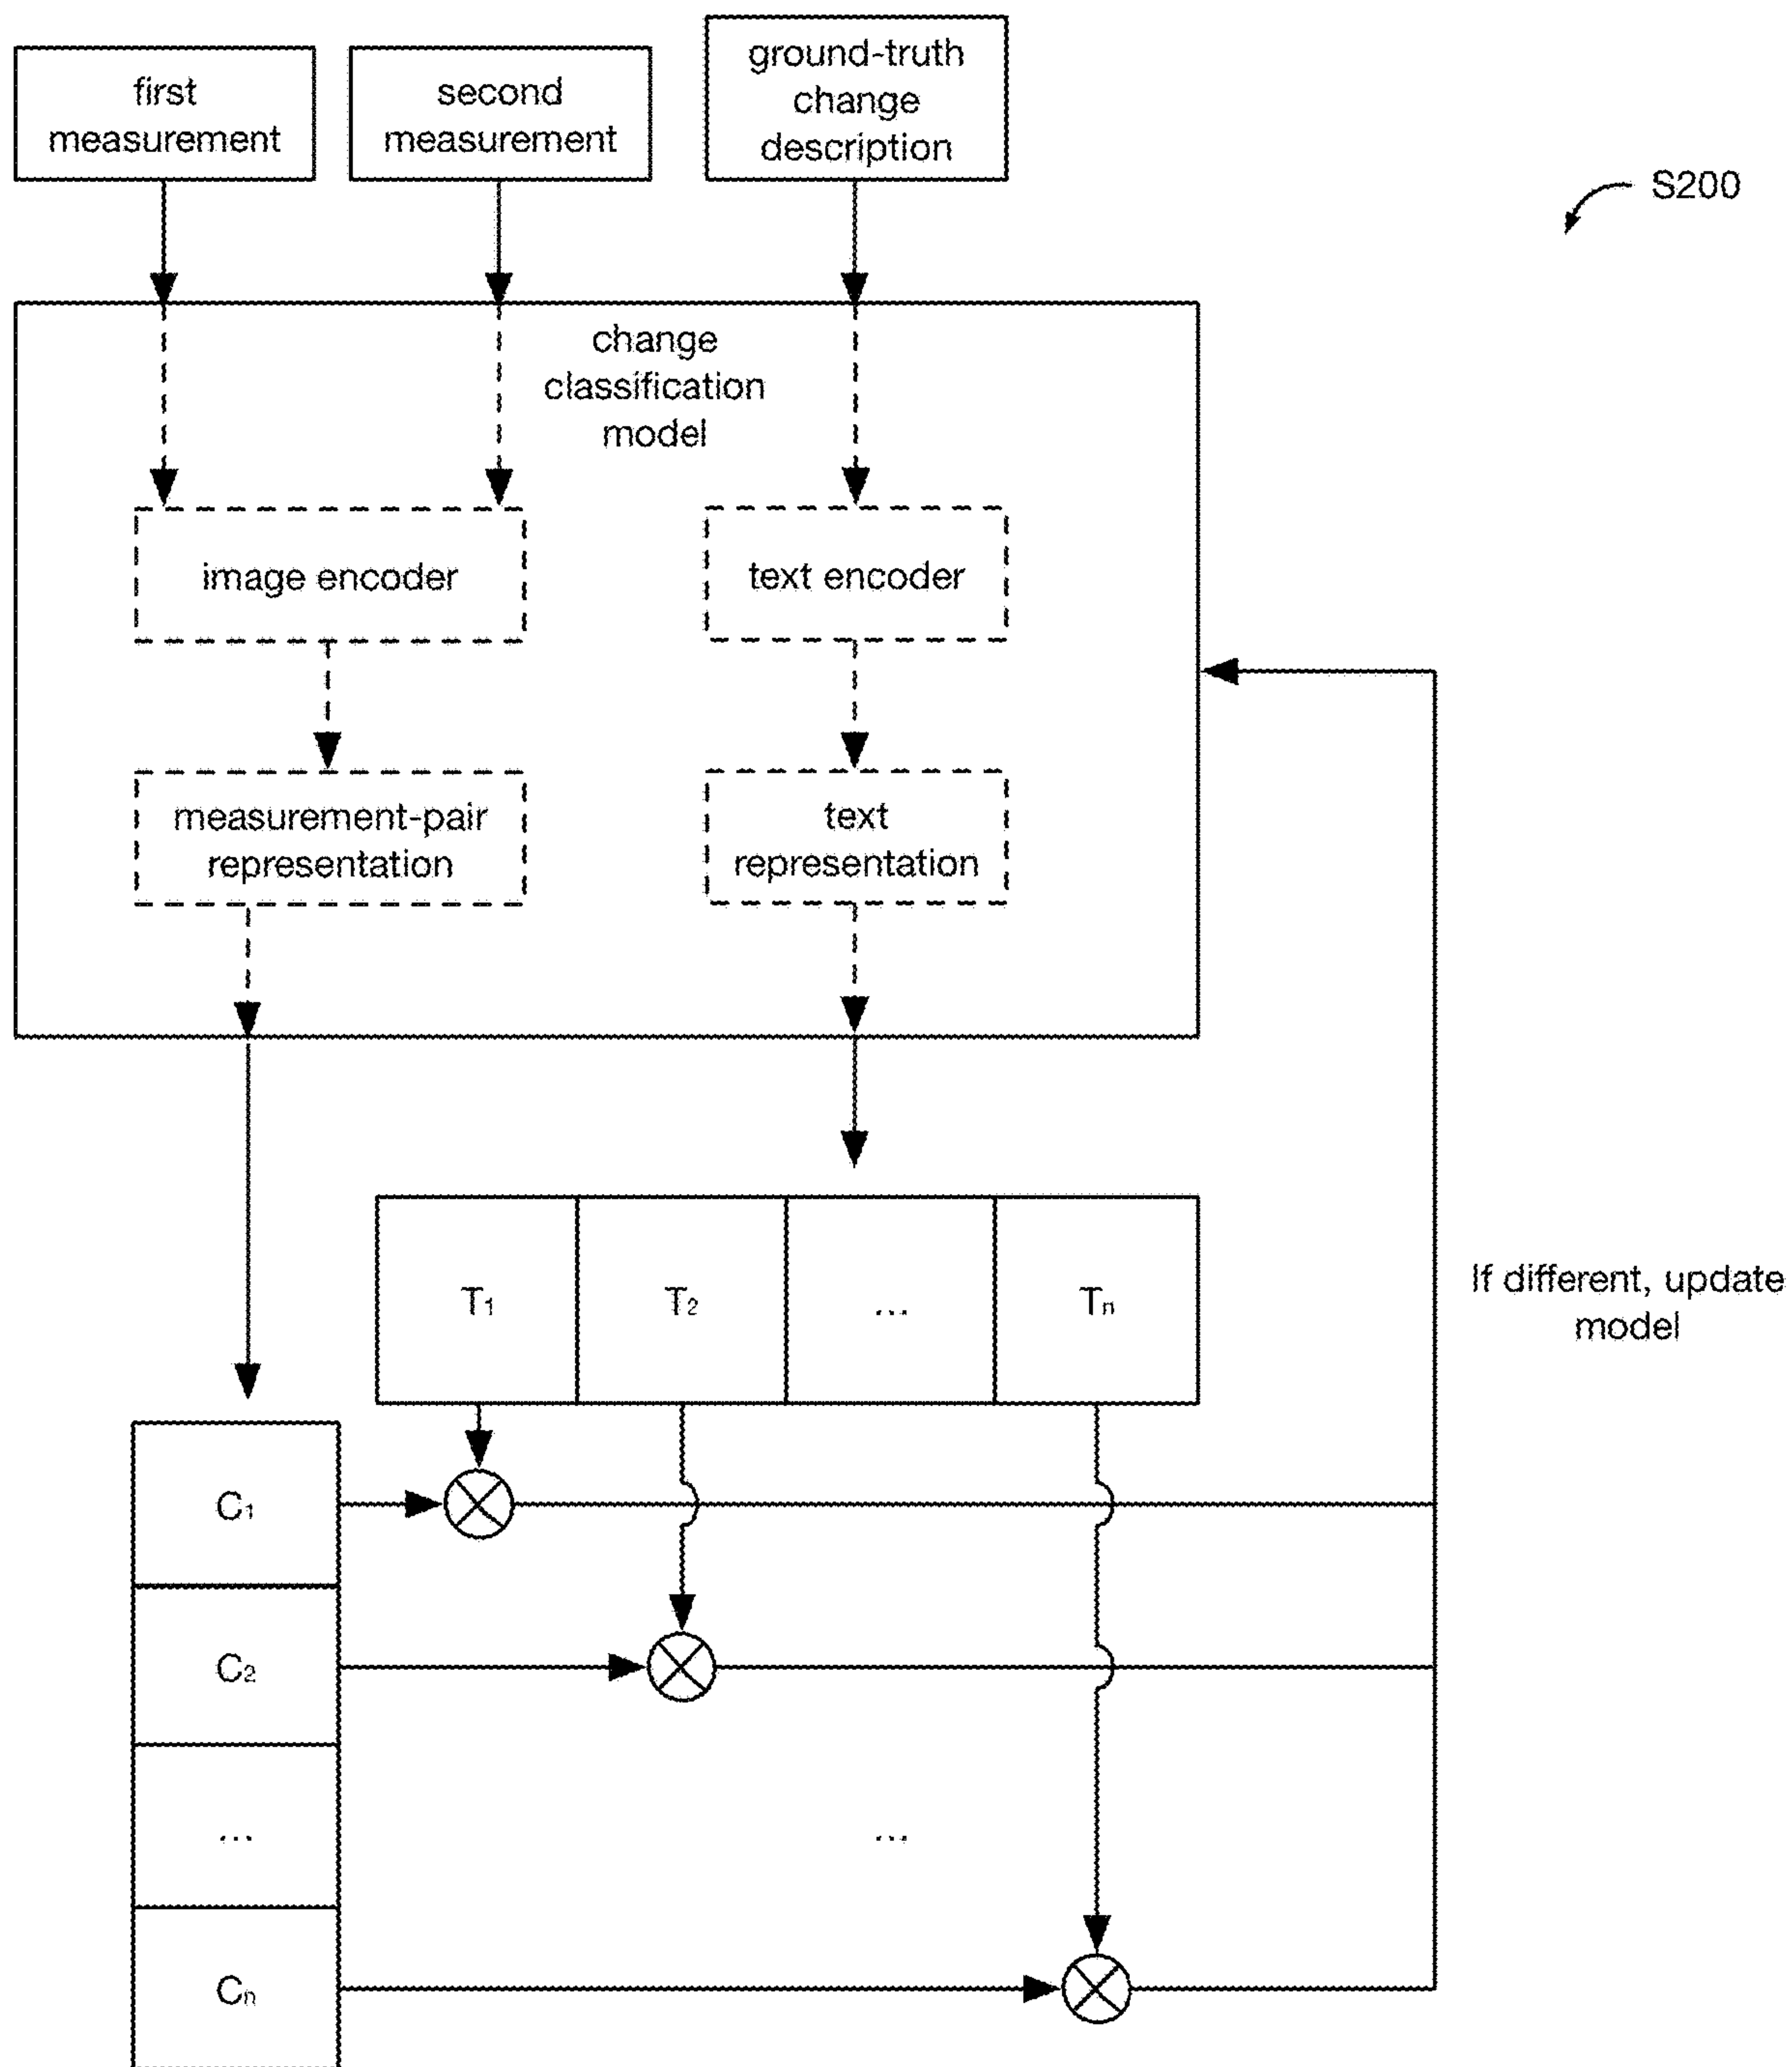 first
measurement
second
measurement
ground-truth
change
description
S200
change
classification
model
image encoder
text encoder
measurement-pair
representation
text
representation
T₁
T₂
...
Tₙ
If different, update
model
C₁
C₂
...
...
Cₙ